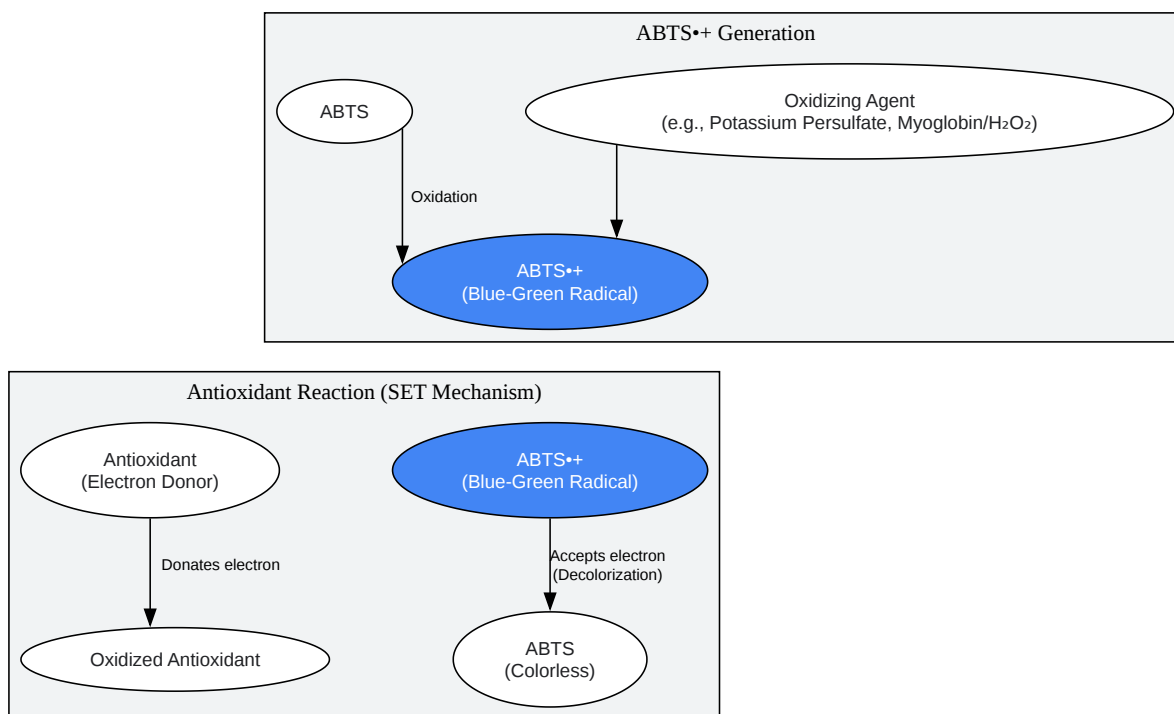 ABTS•+ Generation
ABTS
Oxidizing Agent
(e.g., Potassium Persulfate, Myoglobin/H₂O₂)
Oxidation
ABTS•+
(Blue-Green Radical)
Antioxidant Reaction (SET Mechanism)
Antioxidant
(Electron Donor)
ABTS•+
(Blue-Green Radical)
Donates electron
Accepts electron
(Decolorization)
Oxidized Antioxidant
ABTS
(Colorless)